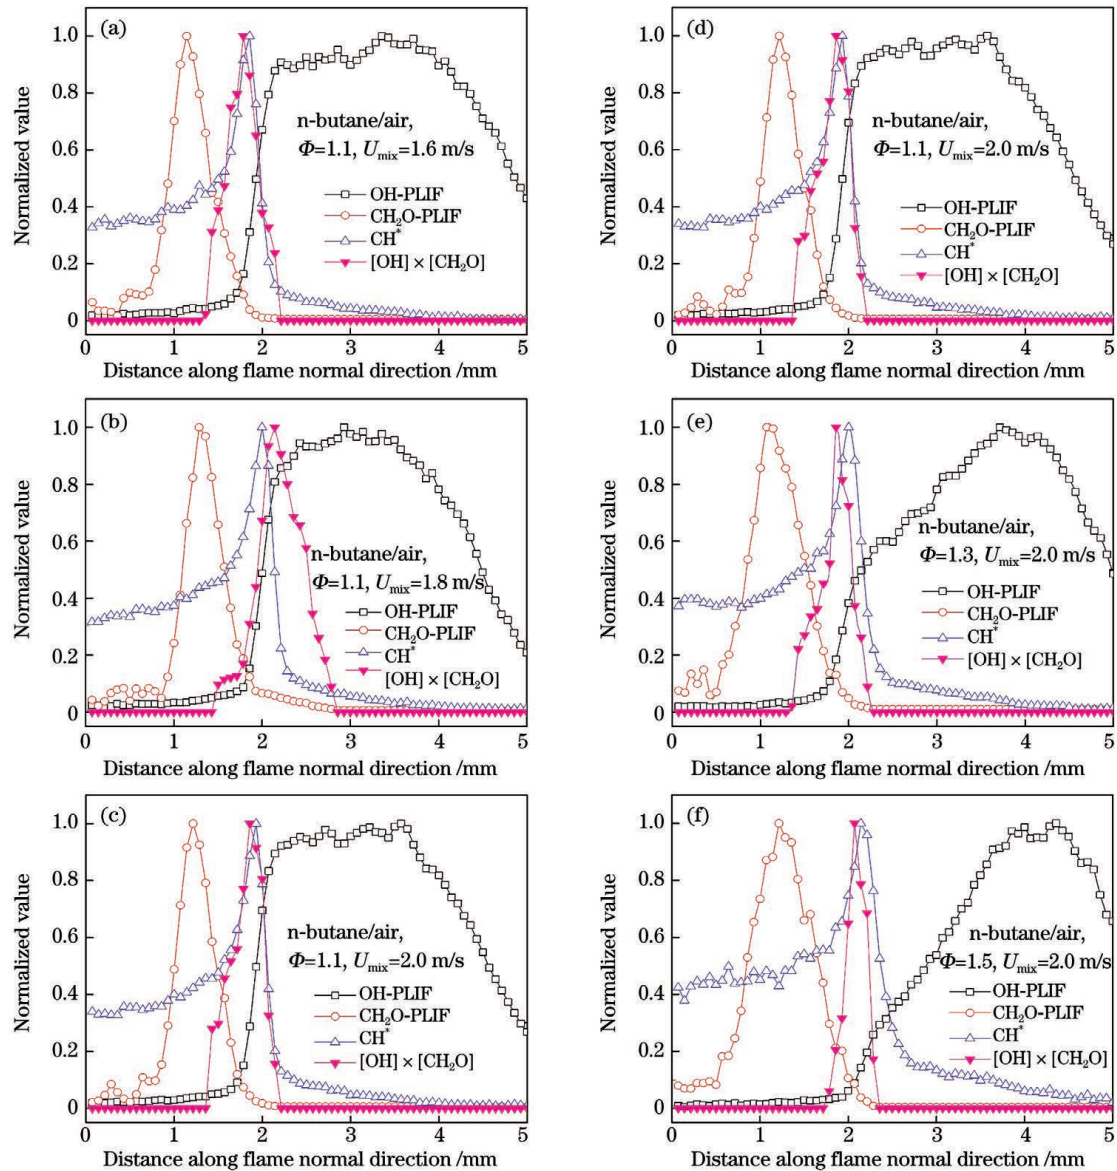 (a)
1.0
0.8
0.6
0.4
0.2
0
Normalized value
n-butane/air,
Φ=1.1, Umix=1.6 m/s
OH-PLIF
CH2O-PLIF
CH*
[OH] × [CH2O]
0 1 2 3 4 5
Distance along flame normal direction /mm
(d)
1.0
0.8
0.6
0.4
0.2
0
Normalized value
n-butane/air,
Φ=1.1, Umix=2.0 m/s
OH-PLIF
CH2O-PLIF
CH*
[OH] × [CH2O]
0 1 2 3 4 5
Distance along flame normal direction /mm
(b)
1.0
0.8
0.6
0.4
0.2
0
Normalized value
n-butane/air,
Φ=1.1, Umix=1.8 m/s
OH-PLIF
CH2O-PLIF
CH*
[OH] × [CH2O]
0 1 2 3 4 5
Distance along flame normal direction /mm
(e)
1.0
0.8
0.6
0.4
0.2
0
Normalized value
n-butane/air,
Φ=1.3, Umix=2.0 m/s
OH-PLIF
CH2O-PLIF
CH*
[OH] × [CH2O]
0 1 2 3 4 5
Distance along flame normal direction /mm
(c)
1.0
0.8
0.6
0.4
0.2
0
Normalized value
n-butane/air,
Φ=1.1, Umix=2.0 m/s
OH-PLIF
CH2O-PLIF
CH*
[OH] × [CH2O]
0 1 2 3 4 5
Distance along flame normal direction /mm
(f)
1.0
0.8
0.6
0.4
0.2
0
Normalized value
n-butane/air,
Φ=1.5, Umix=2.0 m/s
OH-PLIF
CH2O-PLIF
CH*
[OH] × [CH2O]
0 1 2 3 4 5
Distance along flame normal direction /mm